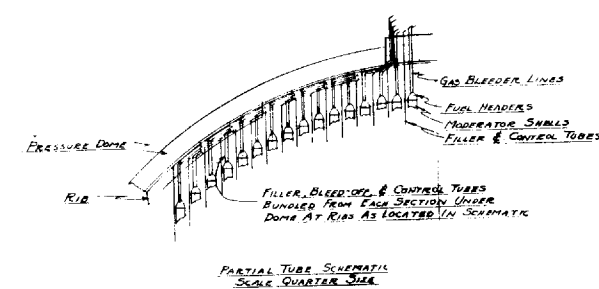 GAS BLEEDER LINES
FUEL HEADERS
MODERATOR SHELLS
FILLER & CONTROL TUBES
PRESSURE DOME
RIB
FILLER, BLEED-OFF, & CONTROL TUBES
BUNDLED FROM EACH SECTION UNDER
DOME AT RIBS AS LOCATED IN SCHEMATIC
PARTIAL TUBE SCHEMATIC
SCALE QUARTER SIZE